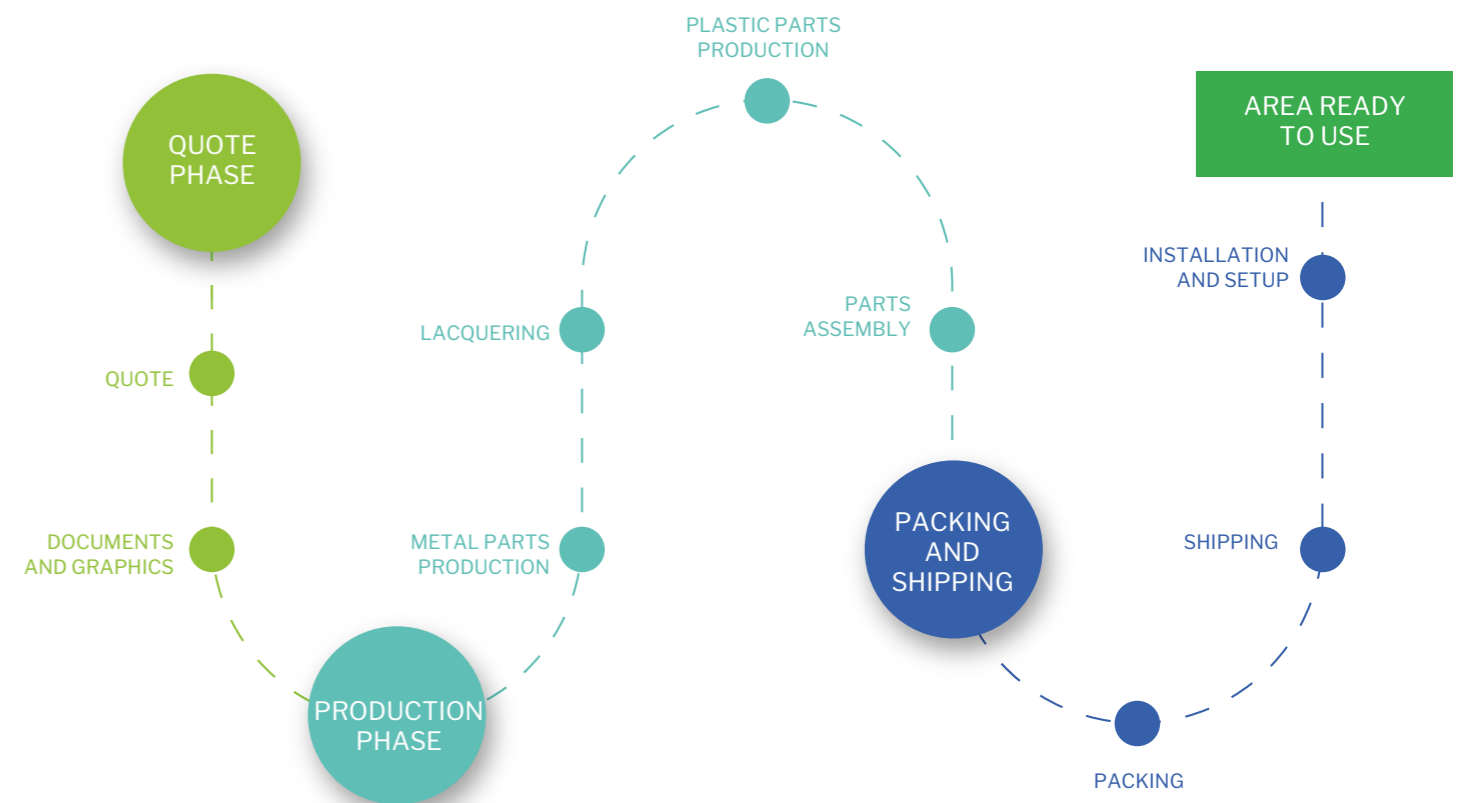 QUOTE
PHASE
QUOTE
DOCUMENTS
AND GRAPHICS
PRODUCTION
PHASE
METAL PARTS
PRODUCTION
LACQUERING
PLASTIC PARTS
PRODUCTION
PARTS
ASSEMBLY
PACKING
AND
SHIPPING
PACKING
SHIPPING
INSTALLATION
AND SETUP
AREA READY
TO USE